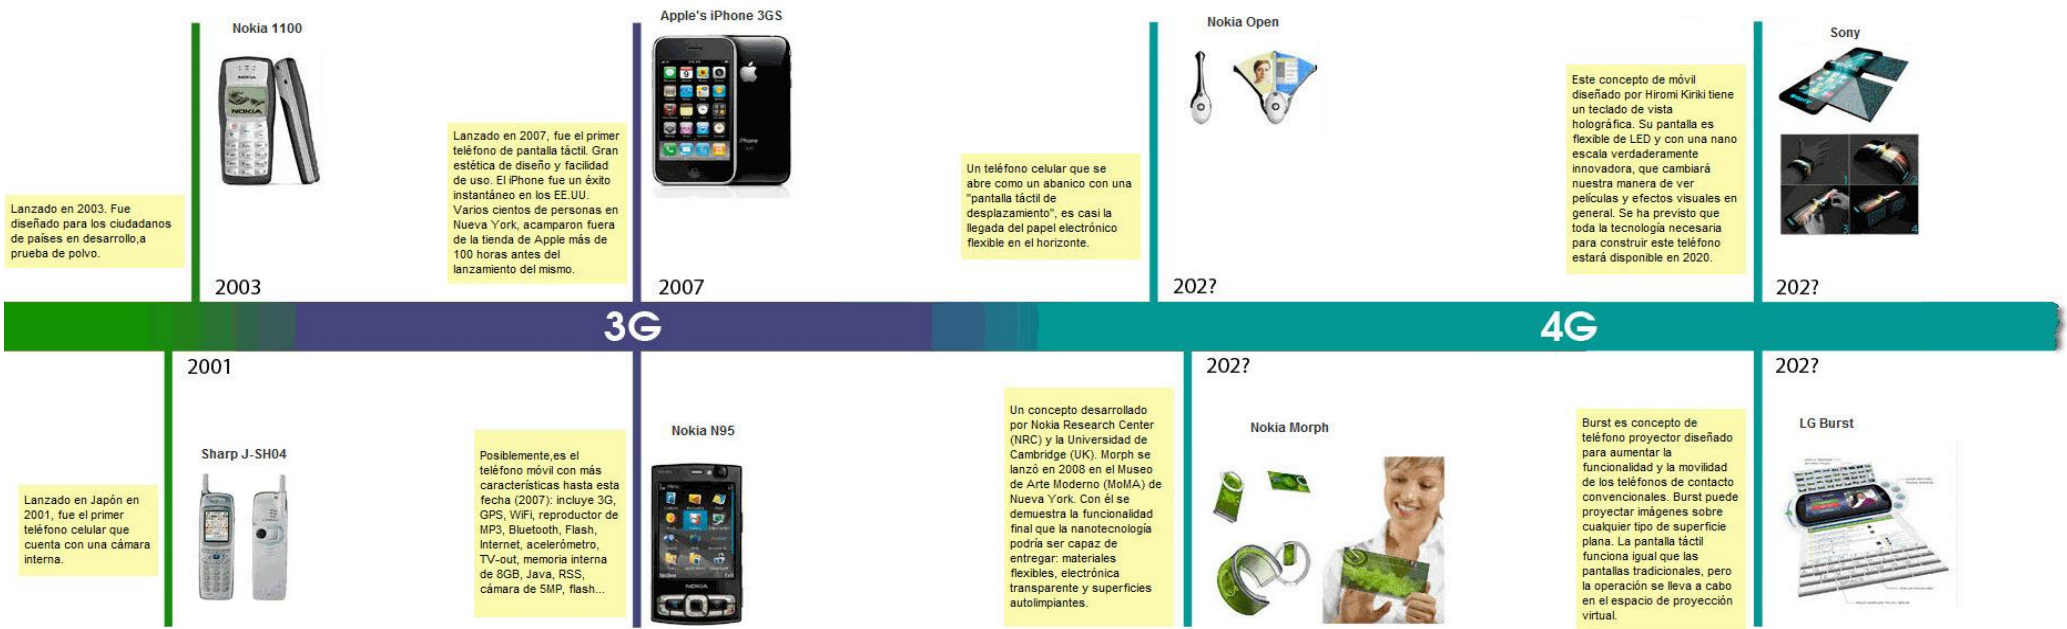 Nokia 1100
Lanzado en 2003. Fue
diseñado para los ciudadanos
de países en desarrollo,a
prueba de polvo.
2003
Apple's iPhone 3GS
Lanzado en 2007, fue el primer
teléfono de pantalla táctil. Gran
estética de diseño y facilidad
de uso. El iPhone fue un éxito
instantáneo en los EE.UU.
Varios cientos de personas en
Nueva York, acamparon fuera
de la tienda de Apple más de
100 horas antes del
lanzamiento del mismo.
2007
Nokia Open
Un teléfono celular que se
abre como un abanico con una
"pantalla táctil de
desplazamiento", es casi la
llegada del papel electrónico
flexible en el horizonte.
202?
Sony
Este concepto de móvil
diseñado por Hiromi Kiriki tiene
un teclado de vista
holográfica. Su pantalla es
flexible de LED y con una nano
escala verdaderamente
innovadora, que cambiará
nuestra manera de ver
películas y efectos visuales en
general. Se ha previsto que
toda la tecnología necesaria
para construir este teléfono
estará disponible en 2020.
1
2
3
4
202?
3G
4G
2001
Sharp J-SH04
Lanzado en Japón en
2001, fue el primer
teléfono celular que
cuenta con una cámara
interna.
Nokia N95
Posiblemente,es el
teléfono móvil con más
características hasta esta
fecha (2007): incluye 3G,
GPS, WiFi, reproductor de
MP3, Bluetooth, Flash,
Internet, acelerómetro,
TV-out, memoria interna
de 8GB, Java, RSS,
cámara de 5MP, flash...
NOKIA
202?
Nokia Morph
Un concepto desarrollado
por Nokia Research Center
(NRC) y la Universidad de
Cambridge (UK). Morph se
lanzó en 2008 en el Museo
de Arte Moderno (MoMA) de
Nueva York. Con él se
demuestra la funcionalidad
final que la nanotecnología
podría ser capaz de
entregar: materiales
flexibles, electrónica
transparente y superficies
autolimpiantes.
202?
LG Burst
Burst es concepto de
teléfono proyector diseñado
para aumentar la
funcionalidad y la movilidad
de los teléfonos de contacto
convencionales. Burst puede
proyectar imágenes sobre
cualquier tipo de superficie
plana. La pantalla táctil
funciona igual que las
pantallas tradicionales, pero
la operación se lleva a cabo
en el espacio de proyección
virtual.